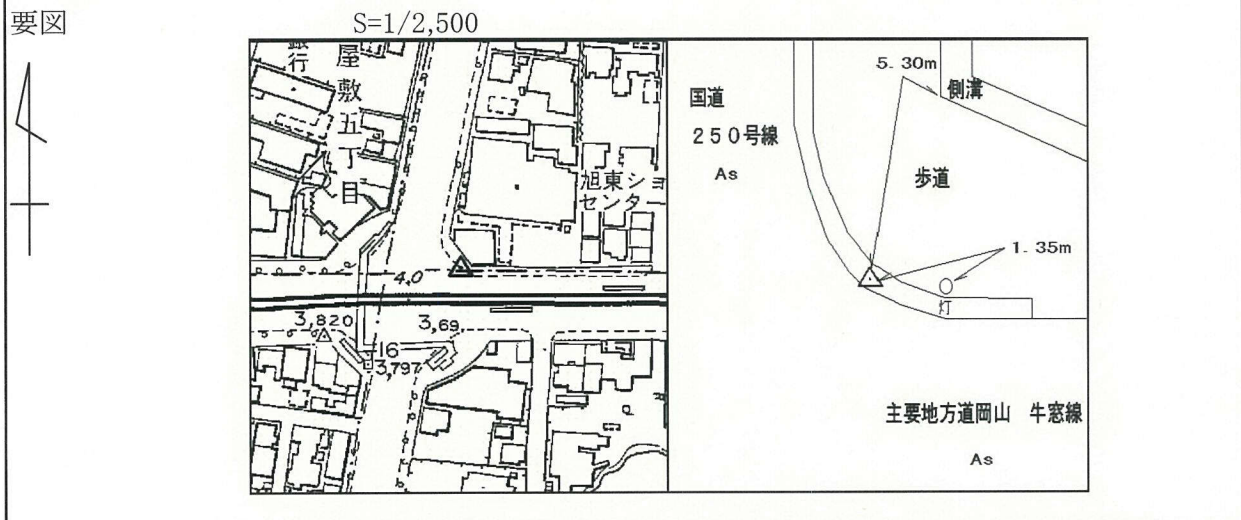 要図
S=1/2,500
銀行
屋敷五丁目
旭東ショ
センター
4.0
3,820
3,69
16
3,797
国道
250号線
As
5.30m
側溝
歩道
1.35m
灯
主要地方道岡山 牛窓線
As